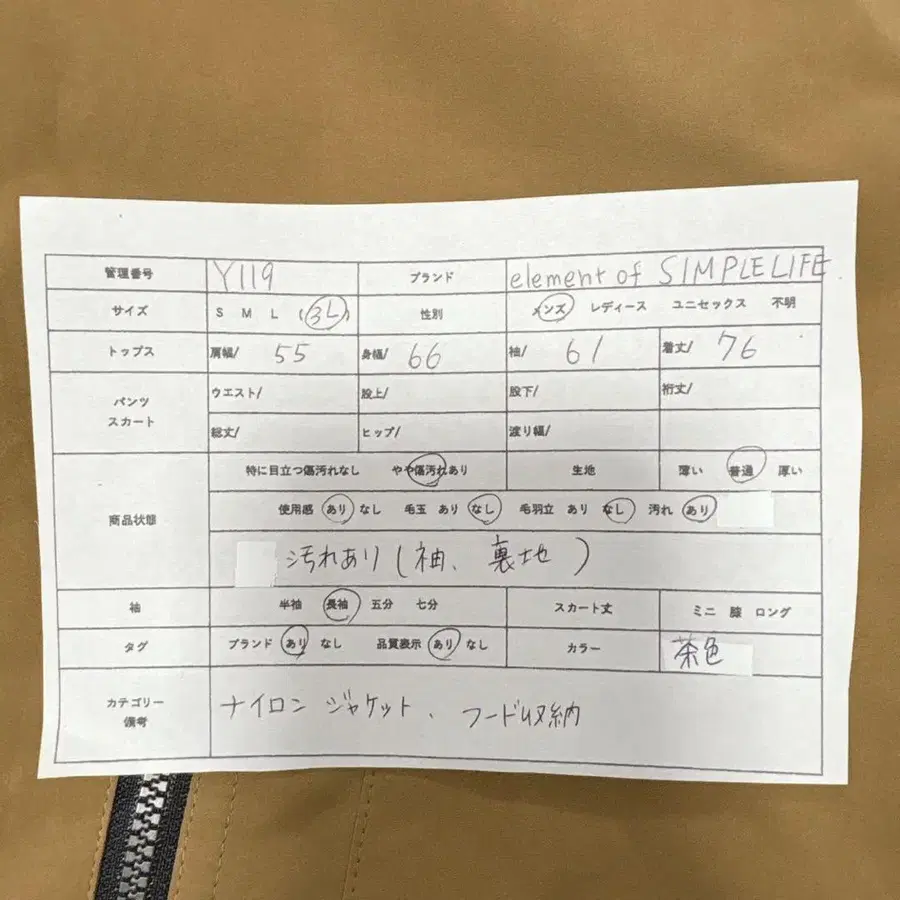 管理番号 Y119 ブランド element of SIMPLELIFE
サイズ S M L (3L) 性別 メンズ レディース ユニセックス 不明
トップス 肩幅/ 55 身幅/ 66 袖/ 61 着丈/ 76
パンツ スカート ウエスト/ 股上/ 股下/ 裄丈/
総丈/ ヒップ/ 渡り幅/
商品状態 特に目立つ傷汚れなし やや傷汚れあり 生地 薄い 普通 厚い
使用感 あり なし 毛玉 あり なし 毛羽立 あり なし 汚れ あり
汚れあり(袖、裏地)
袖 半袖 長袖 五分 七分 スカート丈 ミニ 膝 ロング
タグ ブランド あり なし 品質表示 あり なし カラー 茶色
カテゴリー 備考 ナイロンジャケット、フード収納